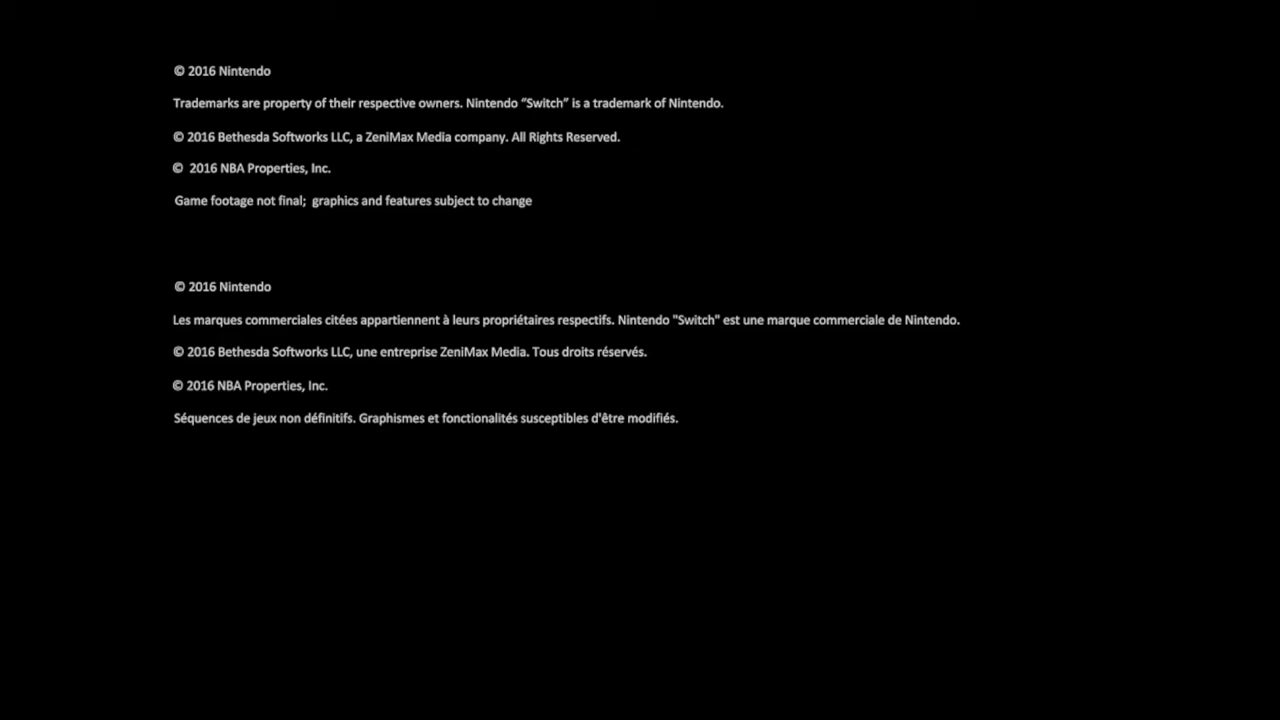 © 2016 Nintendo
Trademarks are property of their respective owners. Nintendo “Switch” is a trademark of Nintendo.
© 2016 Bethesda Softworks LLC, a ZeniMax Media company. All Rights Reserved.
© 2016 NBA Properties, Inc.
Game footage not final; graphics and features subject to change
© 2016 Nintendo
Les marques commerciales citées appartiennent à leurs propriétaires respectifs. Nintendo "Switch" est une marque commerciale de Nintendo.
© 2016 Bethesda Softworks LLC, une entreprise ZeniMax Media. Tous droits réservés.
© 2016 NBA Properties, Inc.
Séquences de jeux non définitifs. Graphismes et fonctionalités susceptibles d'être modifiés.